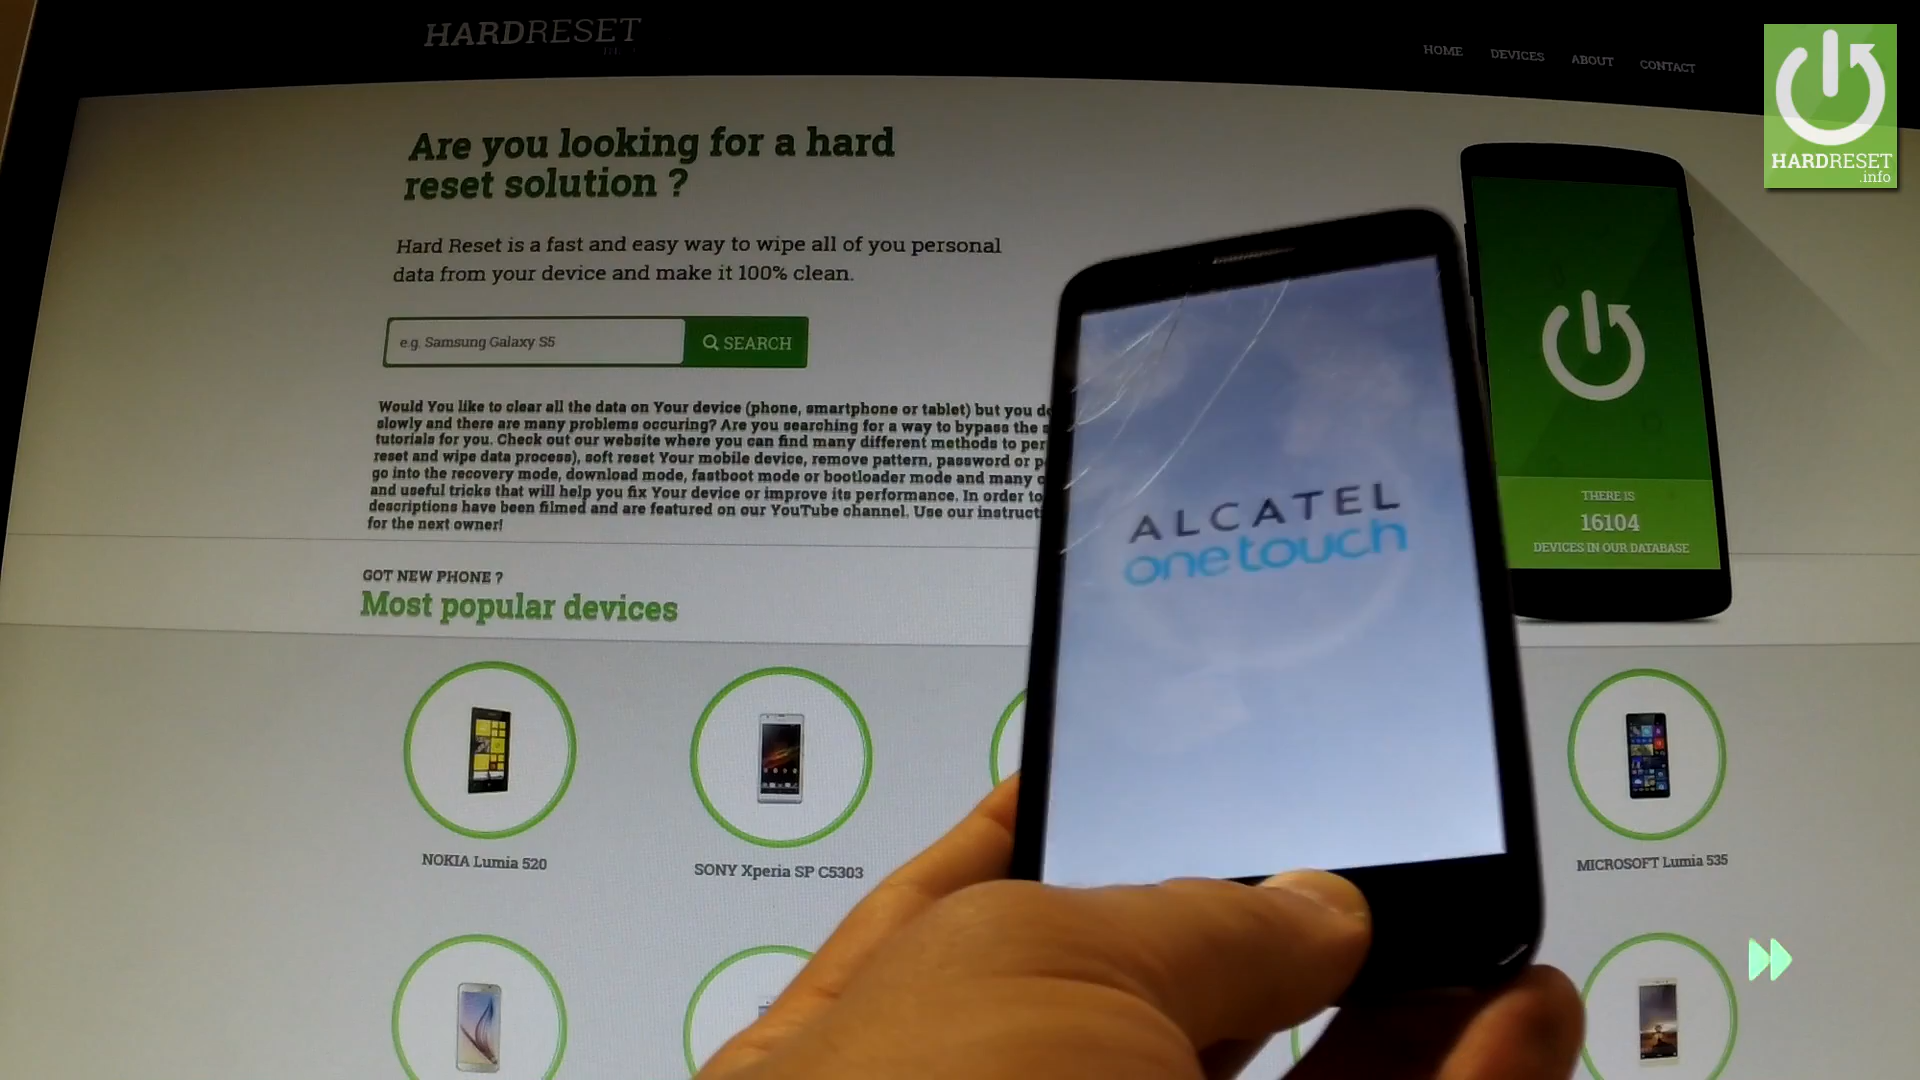 HARDRESET
HOME
DEVICES
ABOUT
CONTACT
HARDRESET
.info
Are you looking for a hard
reset solution ?
Hard Reset is a fast and easy way to wipe all of you personal
data from your device and make it 100% clean.
e.g. Samsung Galaxy S5
SEARCH
Would You like to clear all the data on Your device (phone, smartphone or tablet) but you
slowly and there are many problems occuring? Are you searching for a way to bypass the
tutorials for you. Check out our website where you can find many different methods to
reset and wipe data process), soft reset Your mobile device, remove pattern, password or
go into the recovery mode, download mode, fastboot mode or bootloader mode and many
and useful tricks that will help you fix Your device or improve its performance. In order to
descriptions have been filmed and are featured on our YouTube channel. Use our
for the next owner!
ALCATEL
onetouch
THERE IS
16104
DEVICES IN OUR DATABASE
GOT NEW PHONE ?
Most popular devices
NOKIA Lumia 520
SONY Xperia SP C5303
MICROSOFT Lumia 535